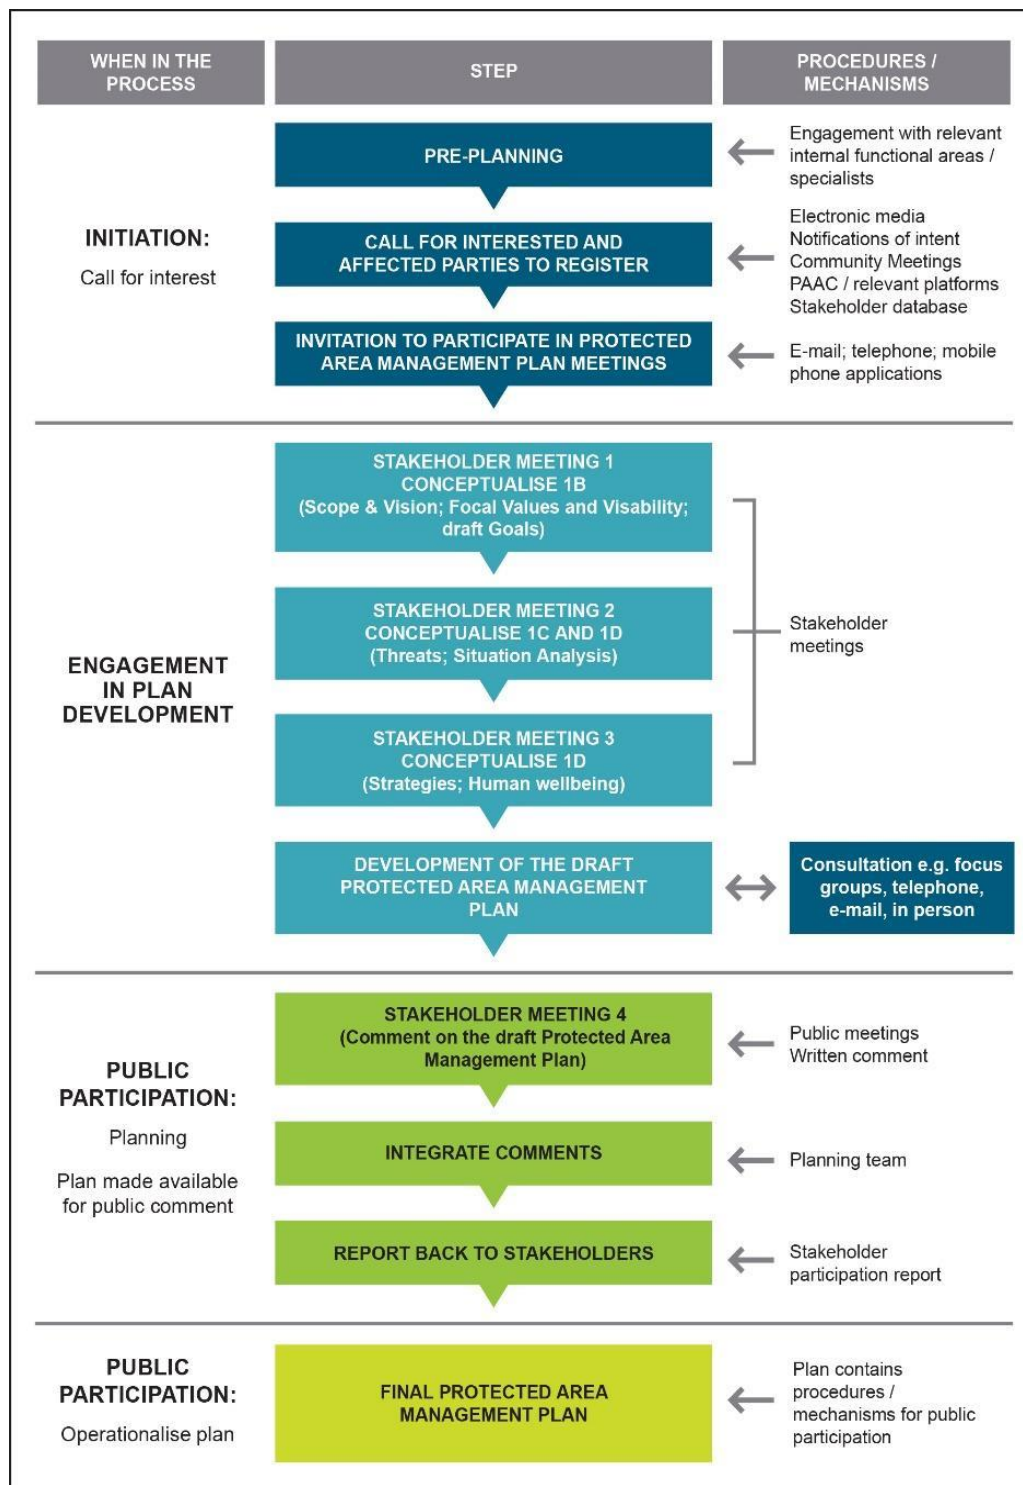 WHEN IN THE
PROCESS
STEP
PROCEDURES /
MECHANISMS
INITIATION:
Call for interest
PRE-PLANNING
Engagement with relevant
internal functional areas /
specialists
CALL FOR INTERESTED AND
AFFECTED PARTIES TO REGISTER
Electronic media
Notifications of intent
Community Meetings
PAAC / relevant platforms
Stakeholder database
INVITATION TO PARTICIPATE IN PROTECTED
AREA MANAGEMENT PLAN MEETINGS
E-mail; telephone; mobile
phone applications
ENGAGEMENT
IN PLAN
DEVELOPMENT
STAKEHOLDER MEETING 1
CONCEPTUALISE 1B
(Scope & Vision; Focal Values and Visability;
draft Goals)
STAKEHOLDER MEETING 2
CONCEPTUALISE 1C AND 1D
(Threats; Situation Analysis)
STAKEHOLDER MEETING 3
CONCEPTUALISE 1D
(Strategies; Human wellbeing)
Stakeholder
meetings
DEVELOPMENT OF THE DRAFT
PROTECTED AREA MANAGEMENT
PLAN
Consultation e.g. focus
groups, telephone,
e-mail, in person
PUBLIC
PARTICIPATION:
Planning
Plan made available
for public comment
STAKEHOLDER MEETING 4
(Comment on the draft Protected Area
Management Plan)
Public meetings
Written comment
INTEGRATE COMMENTS
Planning team
REPORT BACK TO STAKEHOLDERS
Stakeholder
participation report
PUBLIC
PARTICIPATION:
Operationalise plan
FINAL PROTECTED AREA
MANAGEMENT PLAN
Plan contains
procedures /
mechanisms for public
participation